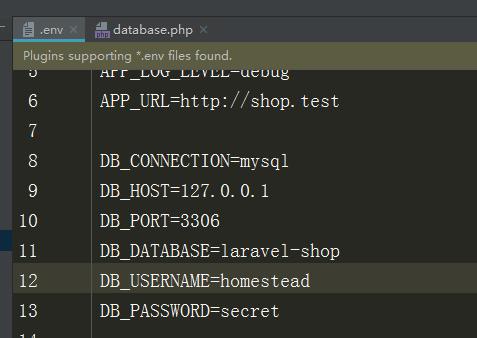 .env
database.php
Plugins supporting *.env files found.
5 APP_LOG_LEVEL=debug
6 APP_URL=http://shop.test
7
8 DB_CONNECTION=mysql
9 DB_HOST=127.0.0.1
10 DB_PORT=3306
11 DB_DATABASE=laravel-shop
12 DB_USERNAME=homestead
13 DB_PASSWORD=secret